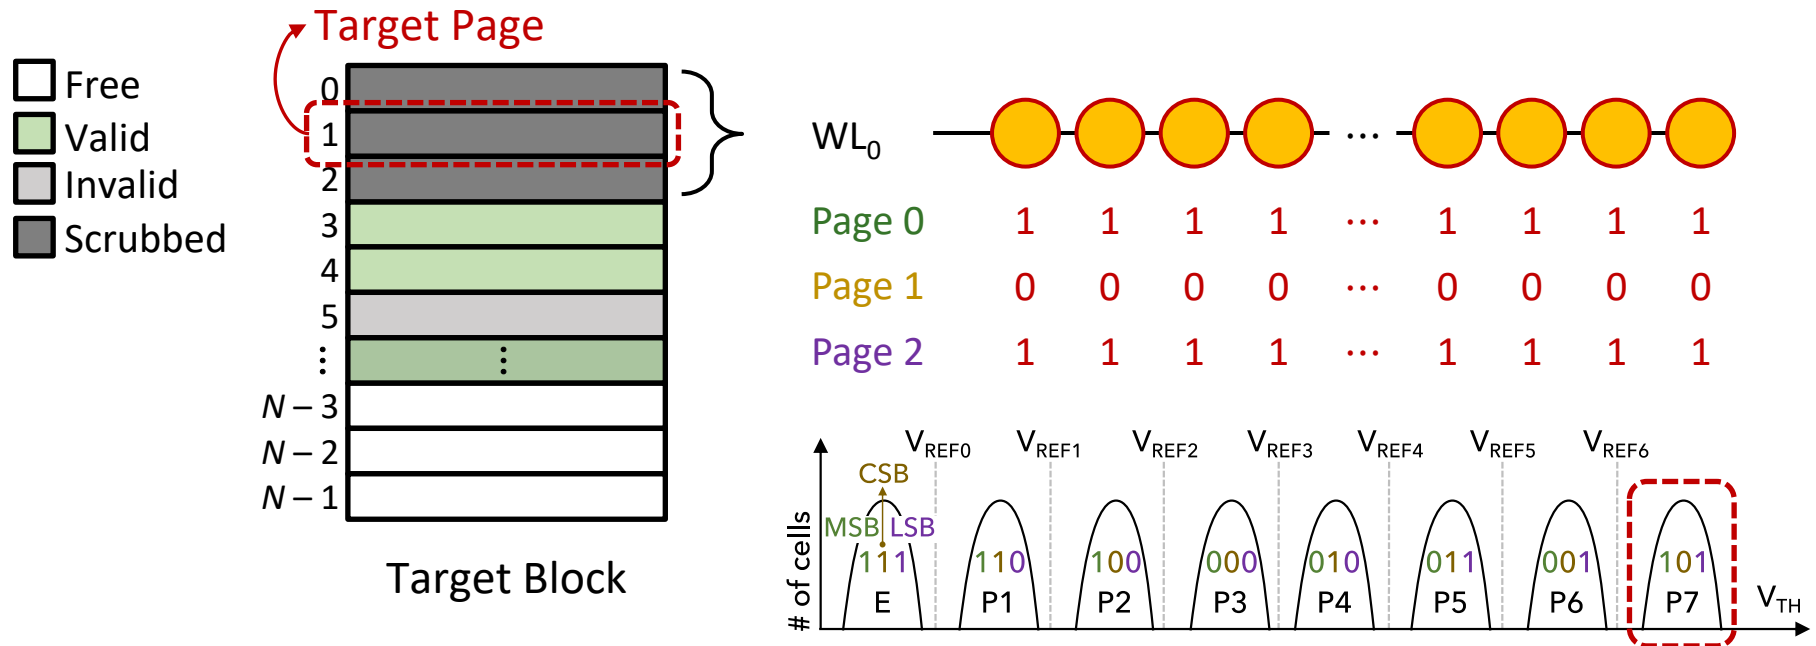 Target Page
Free
Valid
Invalid
Scrubbed
0
1
2
3
4
5
⋮ ⋮
N – 3
N – 2
N – 1
Target Block
WL0 ...
Page 0 1 1 1 1 ... 1 1 1 1
Page 1 0 0 0 0 ... 0 0 0 0
Page 2 1 1 1 1 ... 1 1 1 1
VREF0 VREF1 VREF2 VREF3 VREF4 VREF5 VREF6
CSB
MSB LSB
111 110 100 000 010 011 001 101
E P1 P2 P3 P4 P5 P6 P7
VTH
# of cells